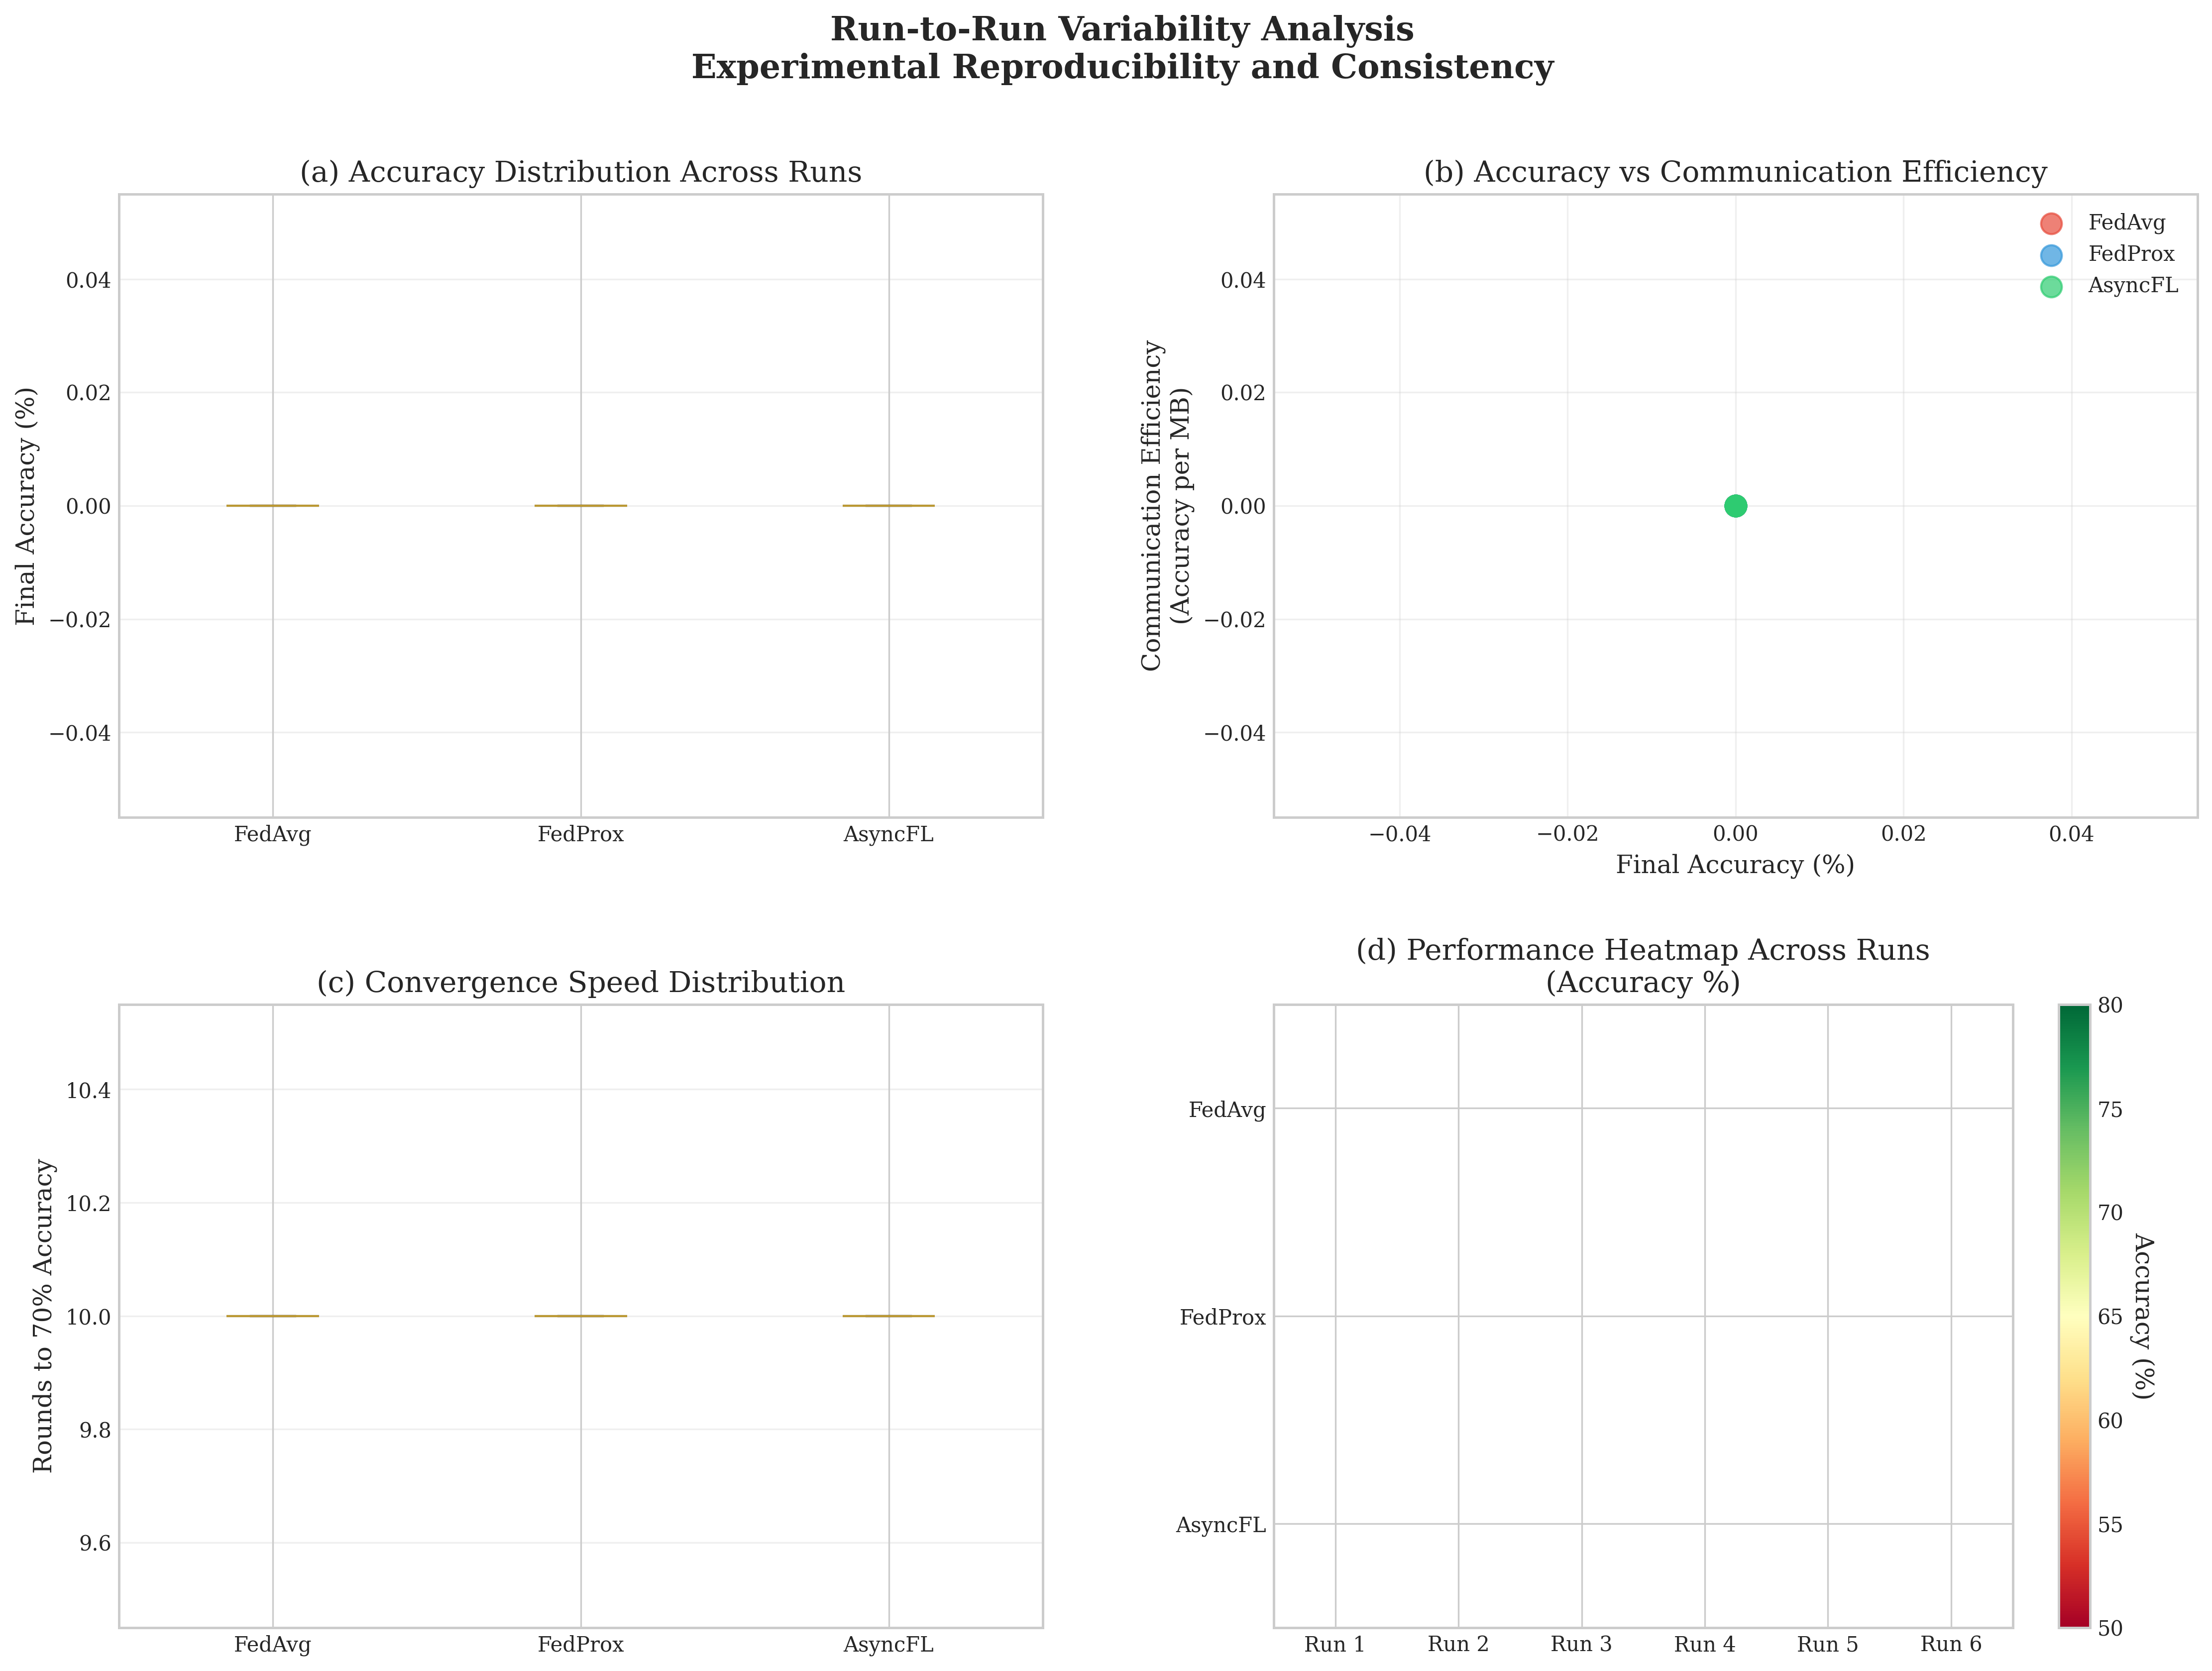 Run-to-Run Variability Analysis
Experimental Reproducibility and Consistency
(a) Accuracy Distribution Across Runs
Final Accuracy (%)
0.04
0.02
0.00
−0.02
−0.04
FedAvg
FedProx
AsyncFL
(b) Accuracy vs Communication Efficiency
Communication Efficiency
(Accuracy per MB)
0.04
0.02
0.00
−0.02
−0.04
FedAvg
FedProx
AsyncFL
−0.04
−0.02
0.00
0.02
0.04
Final Accuracy (%)
(c) Convergence Speed Distribution
Rounds to 70% Accuracy
10.4
10.2
10.0
9.8
9.6
FedAvg
FedProx
AsyncFL
(d) Performance Heatmap Across Runs
(Accuracy %)
FedAvg
FedProx
AsyncFL
Run 1
Run 2
Run 3
Run 4
Run 5
Run 6
80
75
70
65
60
55
50
Accuracy (%)